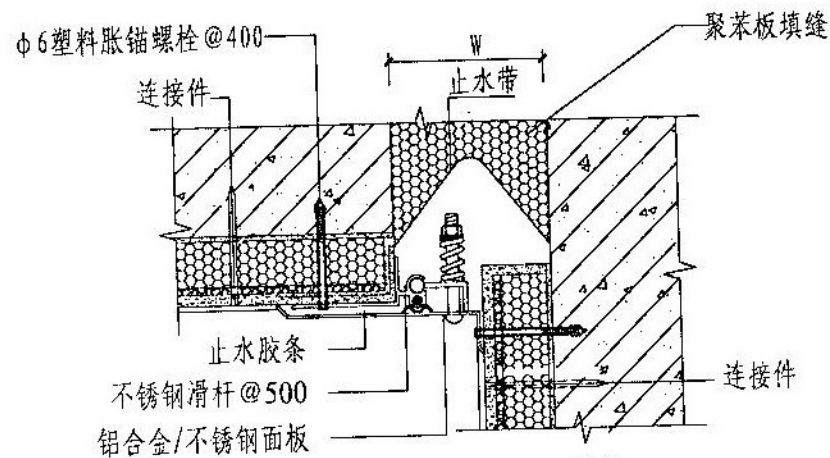 φ6塑料胀锚螺栓@400
W
聚苯板填缝
连接件
止水带
止水胶条
不锈钢滑杆@500
连接件
铝合金/不锈钢面板